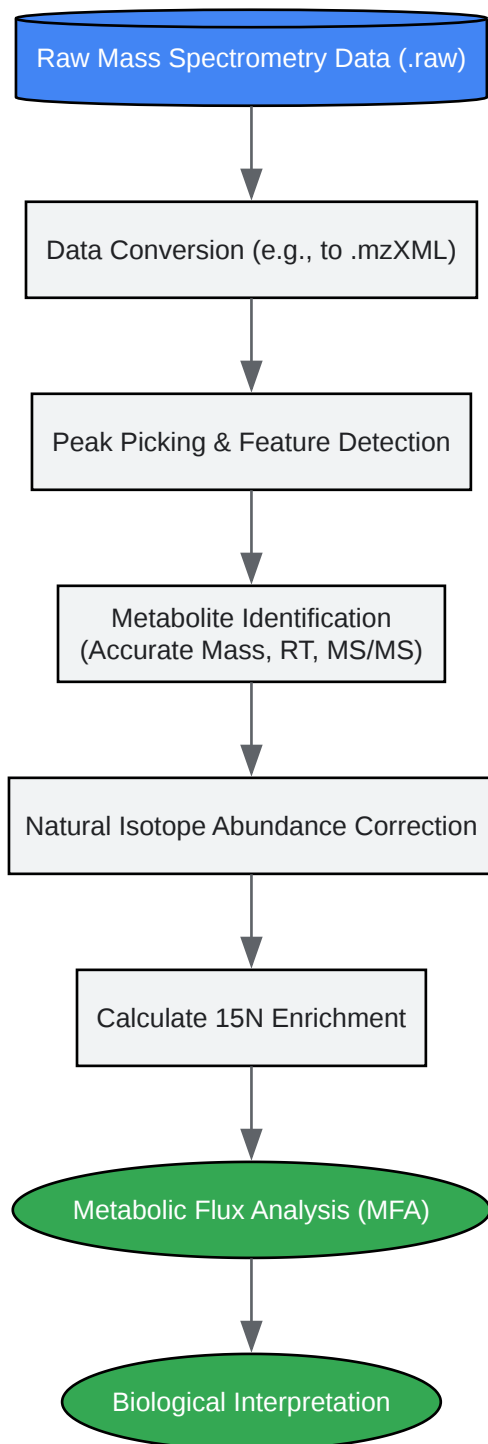 Raw Mass Spectrometry Data (.raw)
Data Conversion (e.g., to .mzXML)
Peak Picking & Feature Detection
Metabolite Identification
(Accurate Mass, RT, MS/MS)
Natural Isotope Abundance Correction
Calculate 15N Enrichment
Metabolic Flux Analysis (MFA)
Biological Interpretation